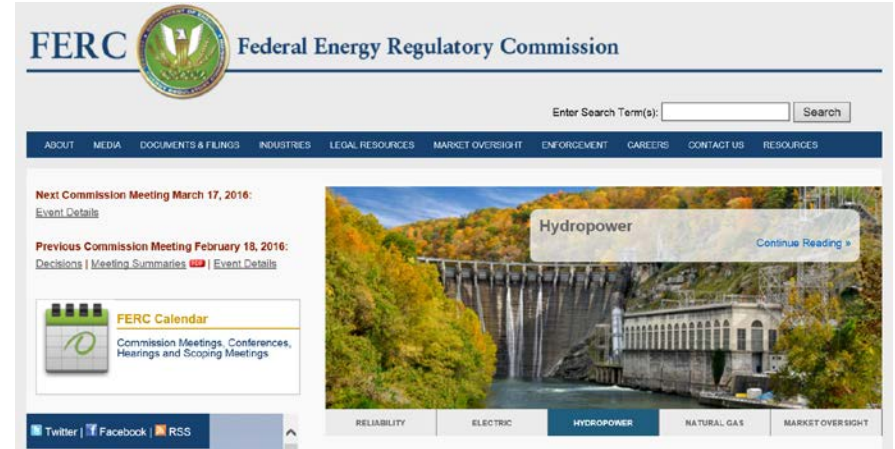 FERC
Federal Energy Regulatory Commission
Enter Search Term(s):
Search
ABOUT MEDIA DOCUMENTS & FILINGS INDUSTRIES LEGAL RESOURCES MARKET OVERSIGHT ENFORCEMENT CAREERS CONTACT US RESOURCES
Next Commission Meeting March 17, 2016:
Event Details
Previous Commission Meeting February 18, 2016:
Decisions | Meeting Summaries PDF | Event Details
FERC Calendar
Commission Meetings, Conferences,
Hearings and Scoping Meetings
Twitter | Facebook | RSS
Hydropower
Continue Reading »
RELIABILITY ELECTRIC HYDROPOWER NATURAL GAS MARKET OVERSIGHT